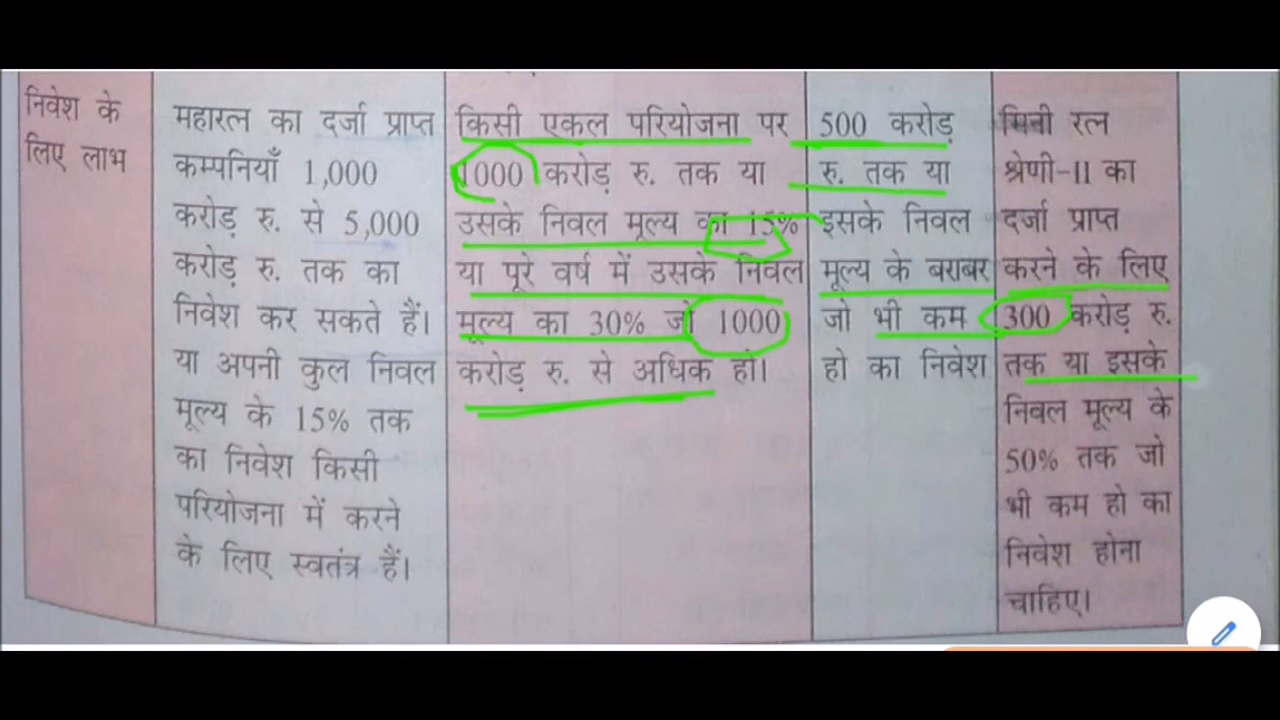 निवेश के
लिए लाभ
महारत्न का दर्जा प्राप्त
कम्पनियाँ 1,000
करोड़ रु. से 5,000
करोड़ रु. तक का
निवेश कर सकते हैं।
या अपनी कुल निवल
मूल्य के 15% तक
का निवेश किसी
परियोजना में करने
के लिए स्वतंत्र हैं।
किसी एकल परियोजना पर
1000 करोड़ रु. तक या
उसके निवल मूल्य का 15%
या पूरे वर्ष में उसके निवल
मूल्य का 30% जो 1000
करोड़ रु. से अधिक हो।
500 करोड़
रु. तक या
इसके निवल
मूल्य के बराबर
जो भी कम
हो का निवेश
मिनी रत्न
श्रेणी-II का
दर्जा प्राप्त
करने के लिए
300 करोड़ रु.
तक या इसके
निवल मूल्य के
50% तक जो
भी कम हो का
निवेश होना
चाहिए।